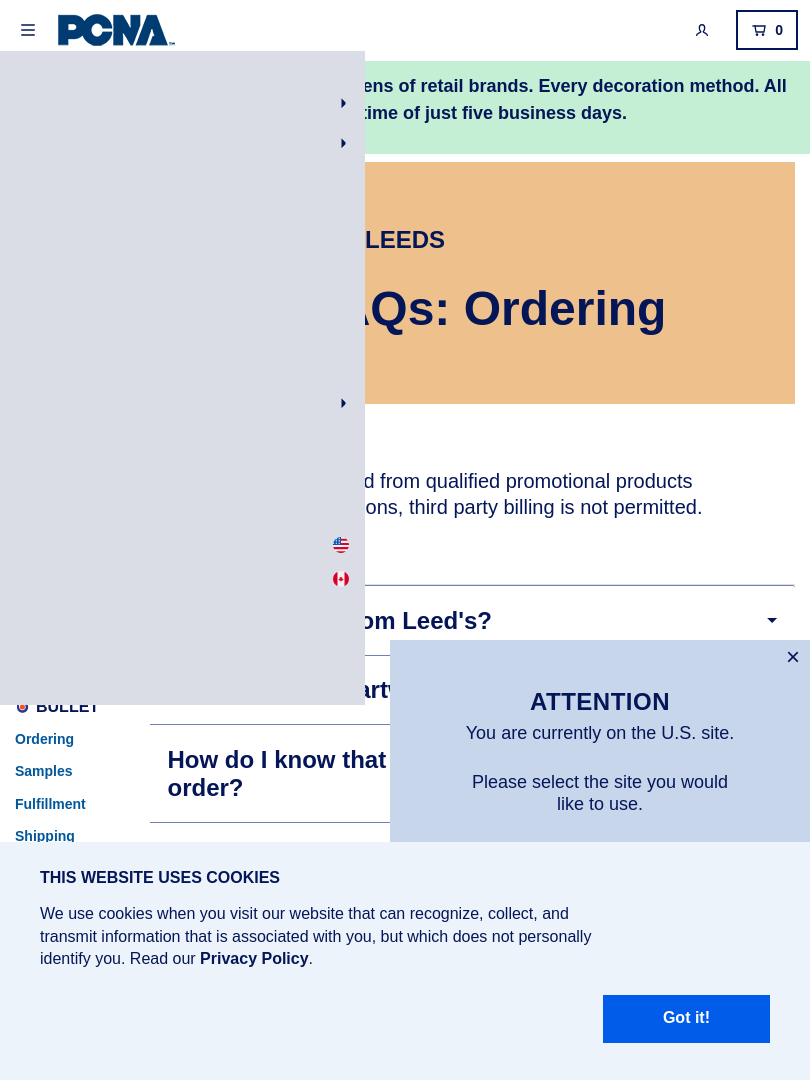 PCNA
0
ens of retail brands. Every decoration method. All
time of just five business days.
LEEDS
AQs: Ordering
d from qualified promotional products
ons, third party billing is not permitted.
om Leed's?
BULLET
Ordering
Samples
Fulfillment
Shipping
How do I know that
order?
ATTENTION
You are currently on the U.S. site.
Please select the site you would
like to use.
THIS WEBSITE USES COOKIES
We use cookies when you visit our website that can recognize, collect, and
transmit information that is associated with you, but which does not personally
identify you. Read our Privacy Policy.
Got it!